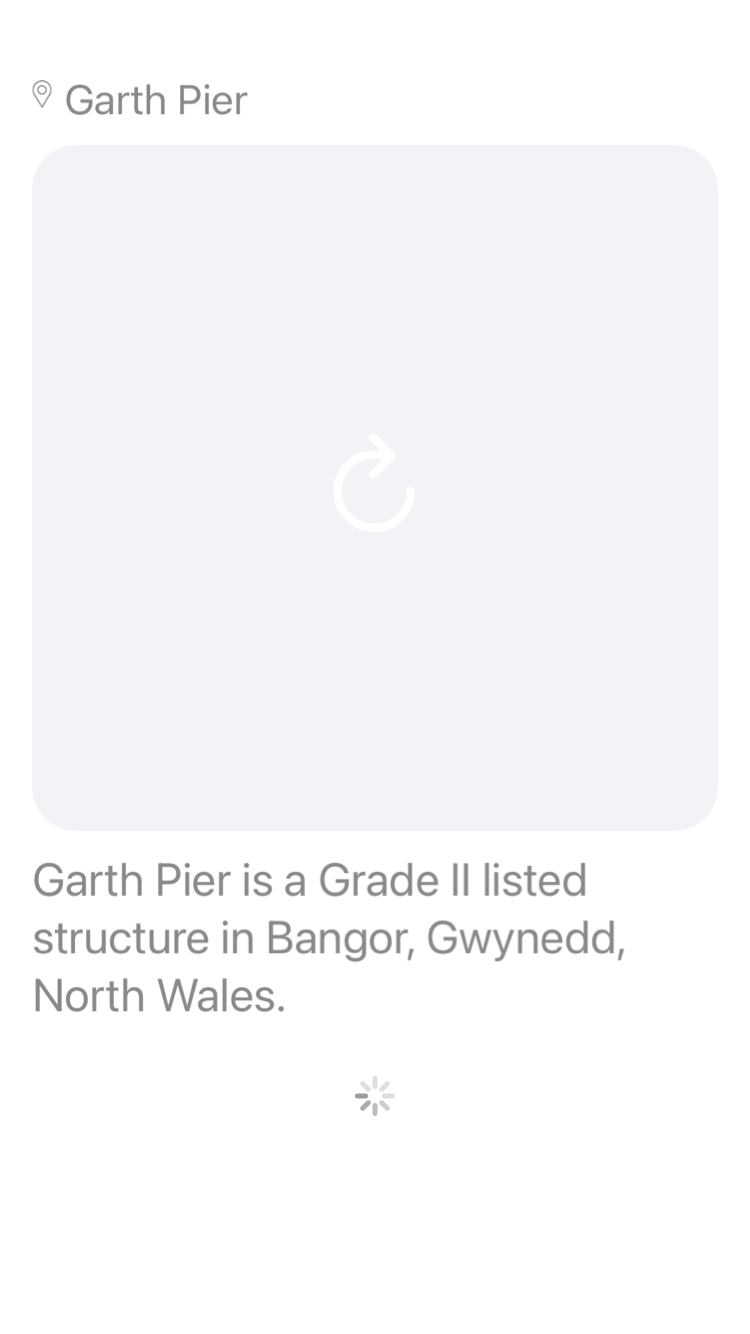 Garth Pier
Garth Pier is a Grade II listed
structure in Bangor, Gwynedd,
North Wales.